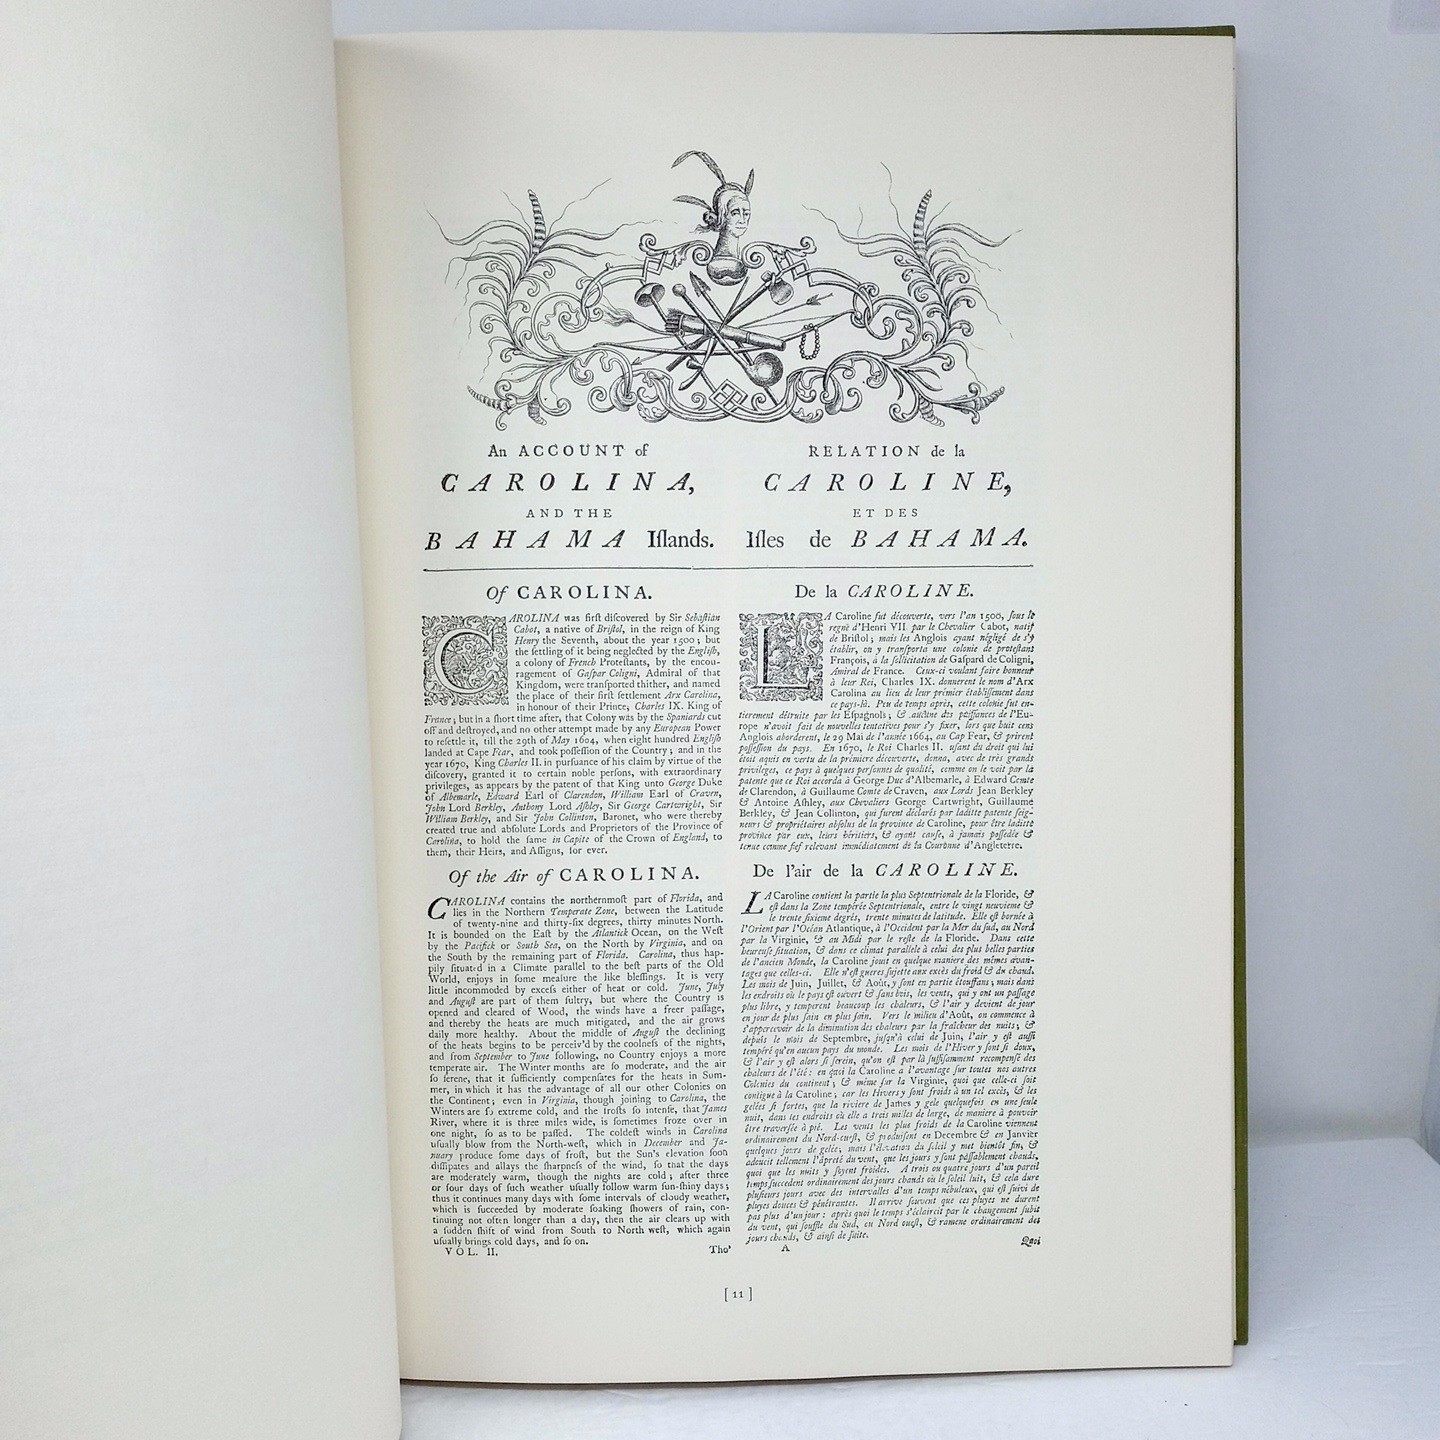 An ACCOUNT of
CAROLINA,
AND THE
BAHAMA Iſlands.
Of CAROLINA.
CAROLINA was firſt diſcovered by Sir Sebaſtian
Cabot, a native of Briſtol, in the reign of King
Henry the Seventh, about the year 1500; but
the ſettling of it being neglected by the Engliſh,
a colony of French Proteſtants, by the encou-
ragement of Gaſpar Coligni, Admiral of that
Kingdom, were tranſported thither, and named
the place of their firſt ſettlement Arx Carolina,
in honour of their Prince, Charles IX. King of
France; but in a ſhort time after, that Colony was by the Spaniards cut
off and deſtroyed, and no other attempt made by any European Power
to reſettle it, till the 29th of May 1604, when eight hundred Engliſh
landed at Cape Fear, and took poſſeſſion of the Country; and in the
year 1670, King Charles II. in purſuance of his claim by virtue of the
diſcovery, granted it to certain noble perſons, with extraordinary
privileges, as appears by the patent of that King unto George Duke
of Albemarle, Edward Earl of Clarendon, William Earl of Craven,
John Lord Berkley, Anthony Lord Aſhley, Sir George Cartwright, Sir
William Berkley, and Sir John Collinton, Baronet, who were thereby
created true and abſolute Lords and Proprietors of the Province of
Carolina, to hold the ſame in Capite of the Crown of England, to
them, their Heirs, and Aſſigns, for ever.
Of the Air of CAROLINA.
CAROLINA contains the northernmoſt part of Florida, and
lies in the Northern Temperate Zone, between the Latitude
of twenty-nine and thirty-ſix degrees, thirty minutes North.
It is bounded on the Eaſt by the Atlantick Ocean, on the Weſt
by the Pacifick or South Sea, on the North by Virginia, and on
the South by the remaining part of Florida. Carolina, thus hap-
pily ſituated in a Climate parallel to the beſt parts of the Old
World, enjoys in ſome meaſure the like bleſſings. It is very
little incommoded by exceſs either of heat or cold. June, July
and Auguſt are part of them ſultry, but where the Country is
opened and cleared of Wood, the winds have a freer paſſage,
and thereby the heats are much mitigated, and the air grows
daily more healthy. About the middle of Auguſt the declining
of the heats begins to be perceiv'd by the coolneſs of the nights,
and from September to June following, no Country enjoys a more
temperate air. The Winter months are ſo moderate, and the air
ſo ſerene, that it ſufficiently compenſates for the heats in Sum-
mer, in which it has the advantage of all our other Colonies on
the Continent; even in Virginia, though joining to Carolina, the
Winters are ſo extreme cold, and the froſts ſo intenſe, that James
River, where it is three miles wide, is ſometimes froze over in
one night, ſo as to be paſſed. The coldeſt winds in Carolina
uſually blow from the North-weſt, which in December and Ja-
nuary produce ſome days of froſt, but the Sun's elevation ſoon
diſſipates and allays the ſharpneſs of the wind, ſo that the days
are moderately warm, though the nights are cold; after three
or four days of ſuch weather uſually follow warm ſun-ſhiny days;
thus it continues many days with ſome intervals of cloudy weather,
which is ſucceeded by moderate ſoaking ſhowers of rain, con-
tinuing not often longer than a day, then the air clears up with
a ſudden ſhift of wind from South to North weſt, which again
uſually brings cold days, and ſo on.
VOL. II.
Tho'
RELATION de la
CAROLINE,
ET DES
Iſles de BAHAMA.
De la CAROLINE.
LA Caroline fut découverte, vers l'an 1500, ſous le
regne d'Henri VII. par le Chevalier Cabot, natif
de Briſtol; mais les Anglois ayant négligé de s'y
établir, on y tranſporta une colonie de proteſtans
François, à la ſollicitation de Gaſpard de Coligni,
Amiral de France. Ceux-ci voulant faire honneur
à leur Roi, Charles IX. donnerent le nom d'Arx
Carolina au lieu de leur prémier établiſſement dans
ce pays-là. Peu de temps après, cette colonie fut en-
tierement détruite par les Eſpagnols; & aucune des puiſſances de l'Eu-
rope n'avoit fait de nouvelles tentatives pour s'y fixer, lors que huit cens
Anglois aborderent, le 29 Mai de l'année 1664, au Cap Fear, & prirent
poſſeſſion du pays. En 1670, le Roi Charles II. uſant du droit qui lui
étoit aquis en vertu de la prémiere découverte, donna, avec de très grands
privileges, ce pays à quelques perſonnes de qualité, comme on le voit par la
patente que ce Roi accorda à George Duc d'Albemarle, à Edward Comte
de Clarendon, à Guillaume Comte de Craven, aux Lords Jean Berkley
& Antoine Aſhley, aux Chevaliers George Cartwright, Guillaume
Berkley, & Jean Collinton, qui furent déclarés par laditte patente ſeig-
neurs & propriétaires abſolus de la province de Caroline, pour être laditte
province par eux, leurs héritiers, & ayant cauſe, à jamais poſſedée &
tenue comme fief relevant immédiatement de la Couronne d'Angleterre.
De l'air de la CAROLINE.
LA Caroline contient la partie la plus Septentrionale de la Floride, &
eſt dans la Zone tempérée Septentrionale, entre le vingt neuvieme &
le trente ſixieme degrés, trente minutes de latitude. Elle eſt bornée à
l'Orient par l'Océan Atlantique, à l'Occident par la Mer du ſud, au Nord
par la Virginie, & au Midi par le reſte de la Floride. Dans cette
heureuſe ſituation, & dans ce climat parallele à celui des plus belles parties
de l'ancien Monde, la Caroline jouit en quelque maniere des mêmes avan-
tages que celles-ci. Elle n'eſt gueres ſujette aux excès du froid & du chaud.
Les mois de Juin, Juillet, & Août, y ſont en partie étouffans; mais dans
les endroits où le pays eſt ouvert & ſans bois, les vents, qui y ont un paſſage
plus libre, y temperent beaucoup les chaleurs, & l'air y devient de jour
en jour de plus ſain en plus ſain. Vers le milieu d'Août, on commence à
s'appercevoir de la diminution des chaleurs par la fraîcheur des nuits; &
depuis le mois de Septembre, juſqu'à celui de Juin, l'air y eſt auſſi
tempéré qu'en aucun pays du monde. Les mois de l'Hiver y ſont ſi doux,
& l'air y eſt alors ſi ſerein, qu'on eſt par là ſuffiſamment recompenſé des
chaleurs de l'été: en quoi la Caroline a l'avantage ſur toutes nos autres
Colonies du continent; & même ſur la Virginie, quoi que celle-ci ſoit
contigue à la Caroline; car les Hivers y ſont froids à un tel excès, & les
gelées ſi fortes, que la riviere de James y gele quelquefois en une ſeule
nuit, dans les endroits où elle a trois miles de large, de maniere à pouvoir
être traverſée à pié. Les vents les plus froids de la Caroline viennent
ordinairement du Nord-oueſt, & produiſent en Decembre & en Janvier
quelques jours de gelée, mais l'élevation du ſoleil y met bientôt fin, &
adoucit tellement l'âpreté du vent, que les jours y ſont paſſablement chauds,
quoi que les nuits y ſoyent froides. A trois ou quatre jours d'un pareil
temps ſuccedent ordinairement des jours chauds où le ſoleil luit, & cela dure
pluſieurs jours avec des intervalles d'un temps nébuleux, qui eſt ſuivi de
pluyes douces & pénétrantes. Il arrive ſouvent que ces pluyes ne durent
pas plus d'un jour: après quoi le temps s'éclaircit par le changement ſubit
du vent, qui ſouffle du Sud, ou Nord oueſt, & ramene ordinairement des
jours chauds, & ainſi de ſuite.
A
Quoi
[ 11 ]